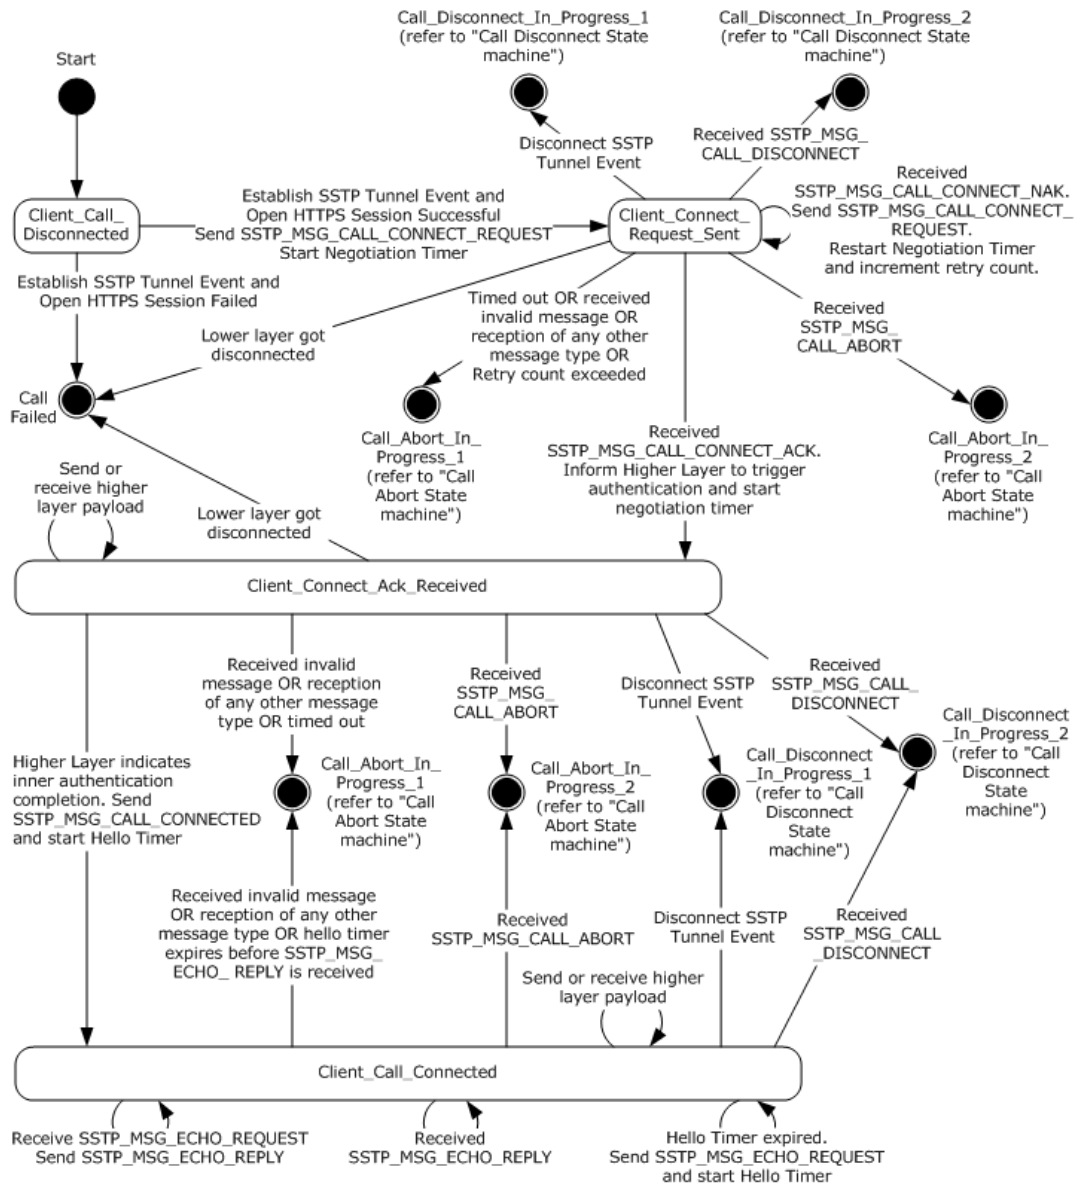 Call_Disconnect_In_Progress_1
(refer to "Call Disconnect State
machine")
Call_Disconnect_In_Progress_2
(refer to "Call Disconnect State
machine")
Start
Disconnect SSTP
Tunnel Event
Received SSTP_MSG_
CALL_DISCONNECT
Received
SSTP_MSG_CALL_CONNECT_NAK.
Send SSTP_MSG_CALL_CONNECT_
REQUEST.
Restart Negotiation Timer
and increment retry count.
Client_Call_
Disconnected
Establish SSTP Tunnel Event and
Open HTTPS Session Successful
Send SSTP_MSG_CALL_CONNECT_REQUEST
Start Negotiation Timer
Client_Connect_
Request_Sent
Establish SSTP Tunnel Event and
Open HTTPS Session Failed
Lower layer got
disconnected
Timed out OR received
invalid message OR
reception of any other
message type OR
Retry count exceeded
Received
SSTP_MSG_
CALL_ABORT
Call
Failed
Call_Abort_In_
Progress_1
(refer to "Call
Abort State
machine")
Received
SSTP_MSG_CALL_CONNECT_ACK.
Inform Higher Layer to trigger
authentication and start
negotiation timer
Call_Abort_In_
Progress_2
(refer to "Call
Abort State
machine")
Send or
receive higher
layer payload
Lower layer got
disconnected
Client_Connect_Ack_Received
Received invalid
message OR reception
of any other message
type OR timed out
Received
SSTP_MSG_
CALL_ABORT
Disconnect SSTP
Tunnel Event
Received
SSTP_MSG_CALL_
DISCONNECT
Higher Layer indicates
inner authentication
completion. Send
SSTP_MSG_CALL_CONNECTED
and start Hello Timer
Call_Abort_In_
Progress_1
(refer to "Call
Abort State
machine")
Call_Abort_In_
Progress_2
(refer to "Call
Abort State
machine")
Call_Disconnect
_In_Progress_1
(refer to "Call
Disconnect
State
machine")
Call_Disconnect
_In_Progress_2
(refer to "Call
Disconnect
State
machine")
Received invalid message
OR reception of any other
message type OR hello timer
expires before SSTP_MSG_
ECHO_ REPLY is received
Received
SSTP_MSG_CALL_ABORT
Disconnect SSTP
Tunnel Event
Received
SSTP_MSG_CALL
_DISCONNECT
Send or receive higher
layer payload
Client_Call_Connected
Receive SSTP_MSG_ECHO_REQUEST
Send SSTP_MSG_ECHO_REPLY
Received
SSTP_MSG_ECHO_REPLY
Hello Timer expired.
Send SSTP_MSG_ECHO_REQUEST
and start Hello Timer